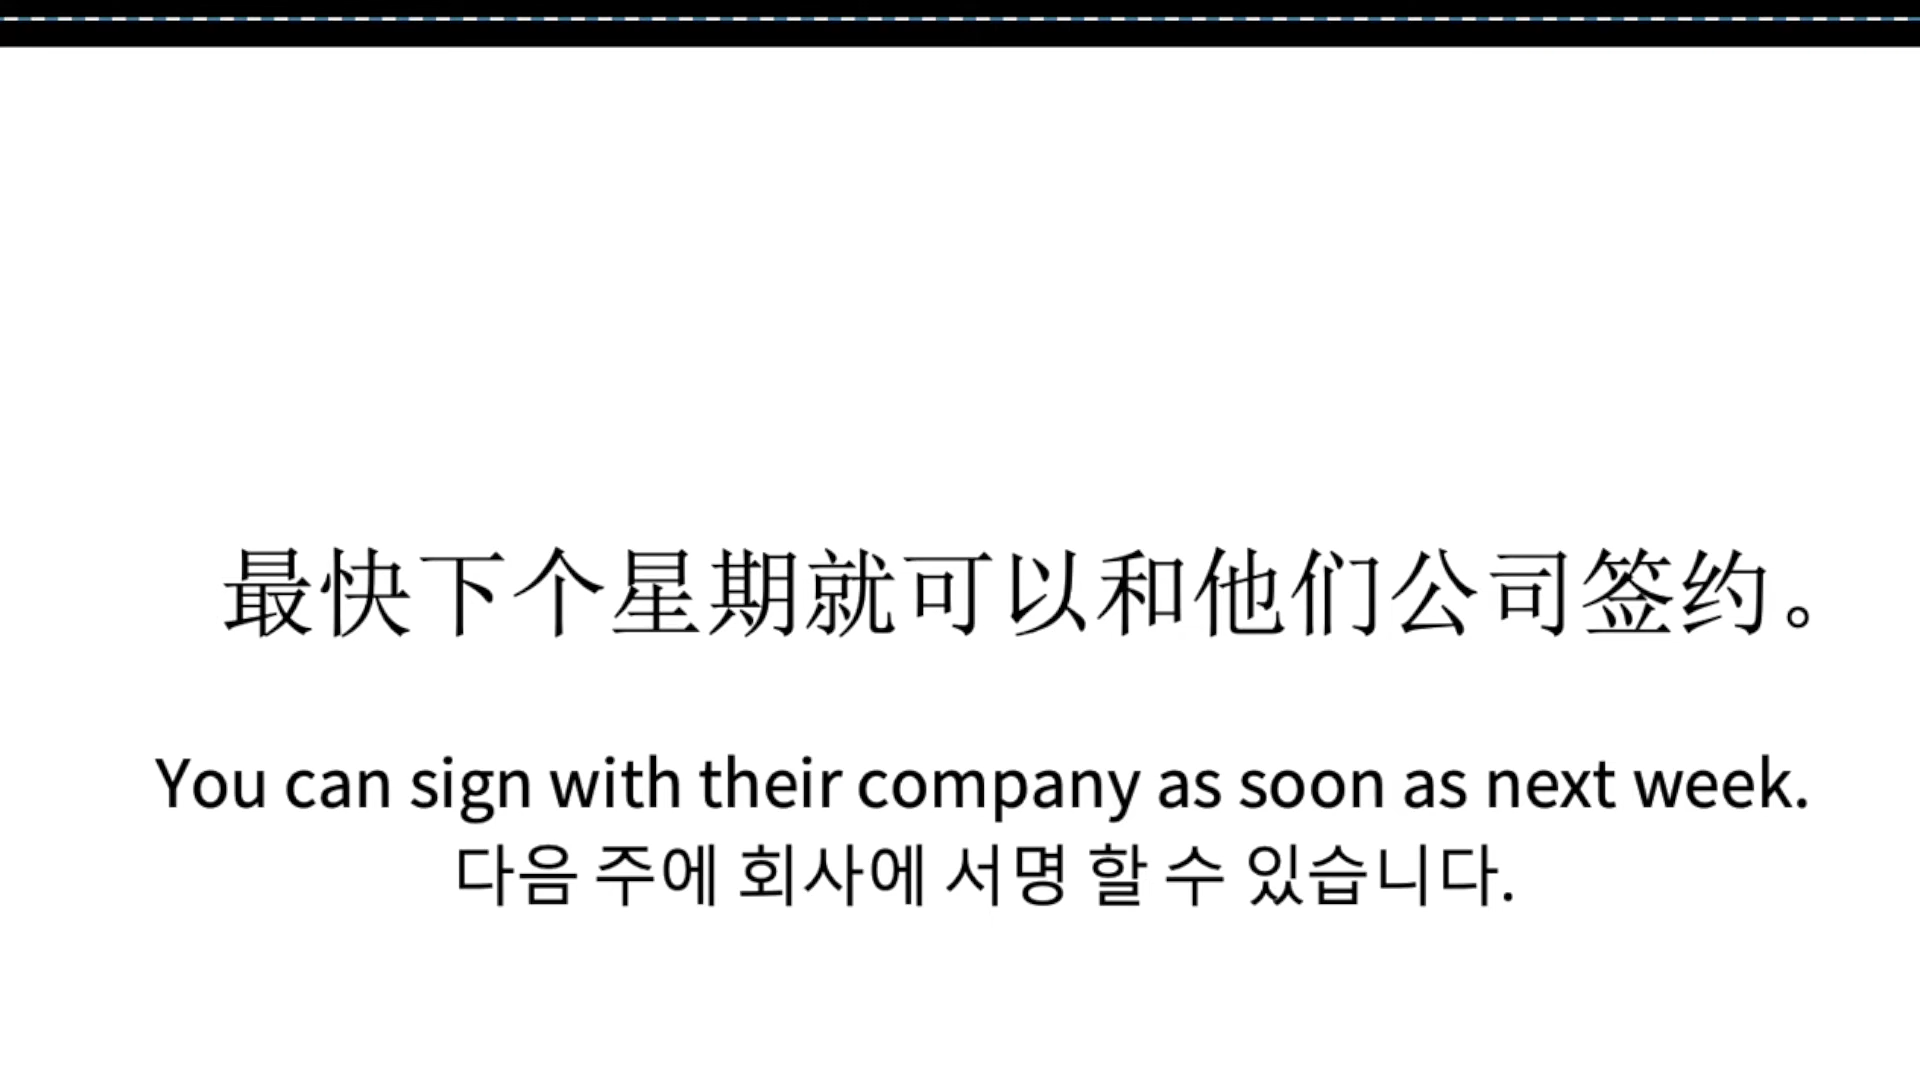 最快下个星期就可以和他们公司签约。
You can sign with their company as soon as next week.
다음 주에 회사에 서명 할 수 있습니다.